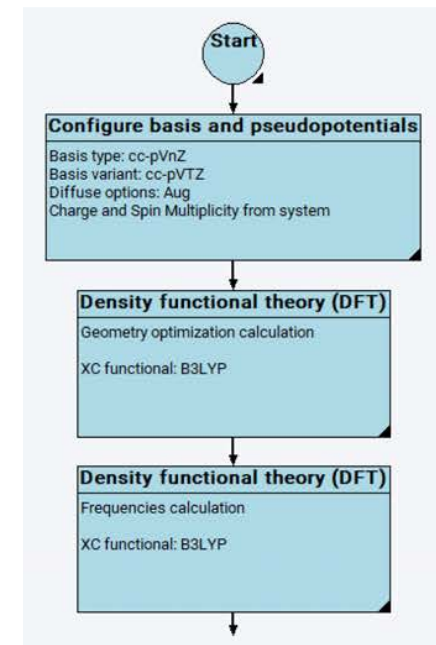 Start
Configure basis and pseudopotentials
Basis type: cc-pVnZ
Basis variant: cc-pVTZ
Diffuse options: Aug
Charge and Spin Multiplicity from system
Density functional theory (DFT)
Geometry optimization calculation
XC functional: B3LYP
Density functional theory (DFT)
Frequencies calculation
XC functional: B3LYP